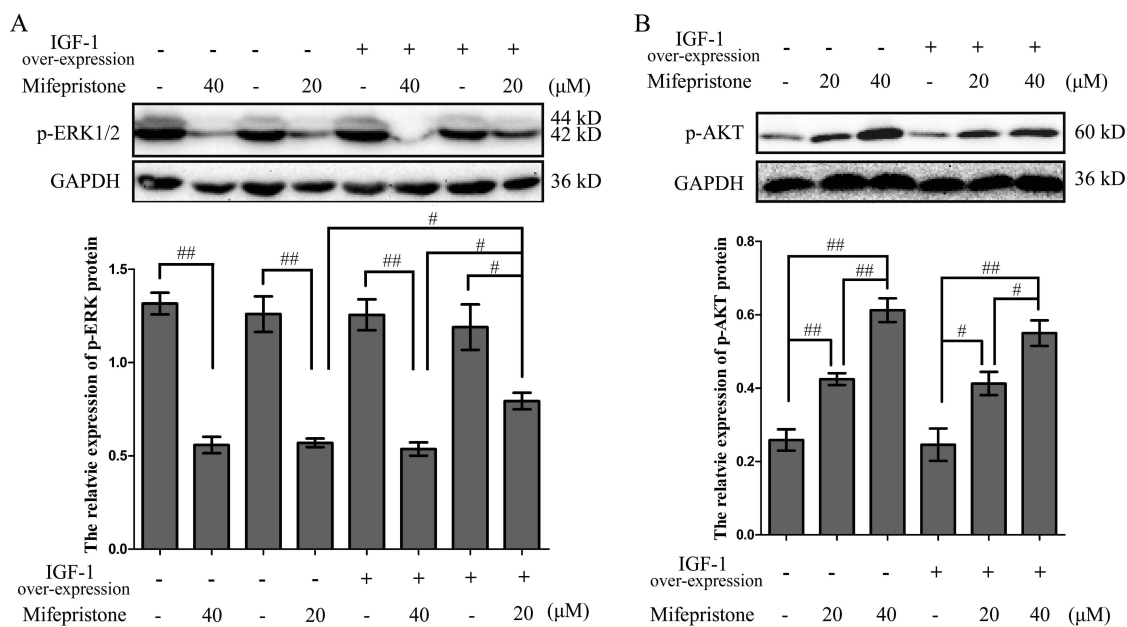 A
IGF-1 - - - - + + + +
over-expression
Mifepristone - 40 - 20 - 40 - 20 (μM)
p-ERK1/2
44 kD
42 kD
GAPDH
36 kD
The relatvie expression of p-ERK protein
1.5
1.0
0.5
0.0
## ## ## # # #
IGF-1 - - - - + + + +
over-expression
Mifepristone - 40 - 20 - 40 - 20 (μM)
B
IGF-1 - - - + + +
over-expression
Mifepristone - 20 40 - 20 40 (μM)
p-AKT
60 kD
GAPDH
36 kD
The relatvie expression of p-AKT protein
0.8
0.6
0.4
0.2
0.0
## ## ## ## # #
IGF-1 - - - + + +
over-expression
Mifepristone - 20 40 - 20 40 (μM)